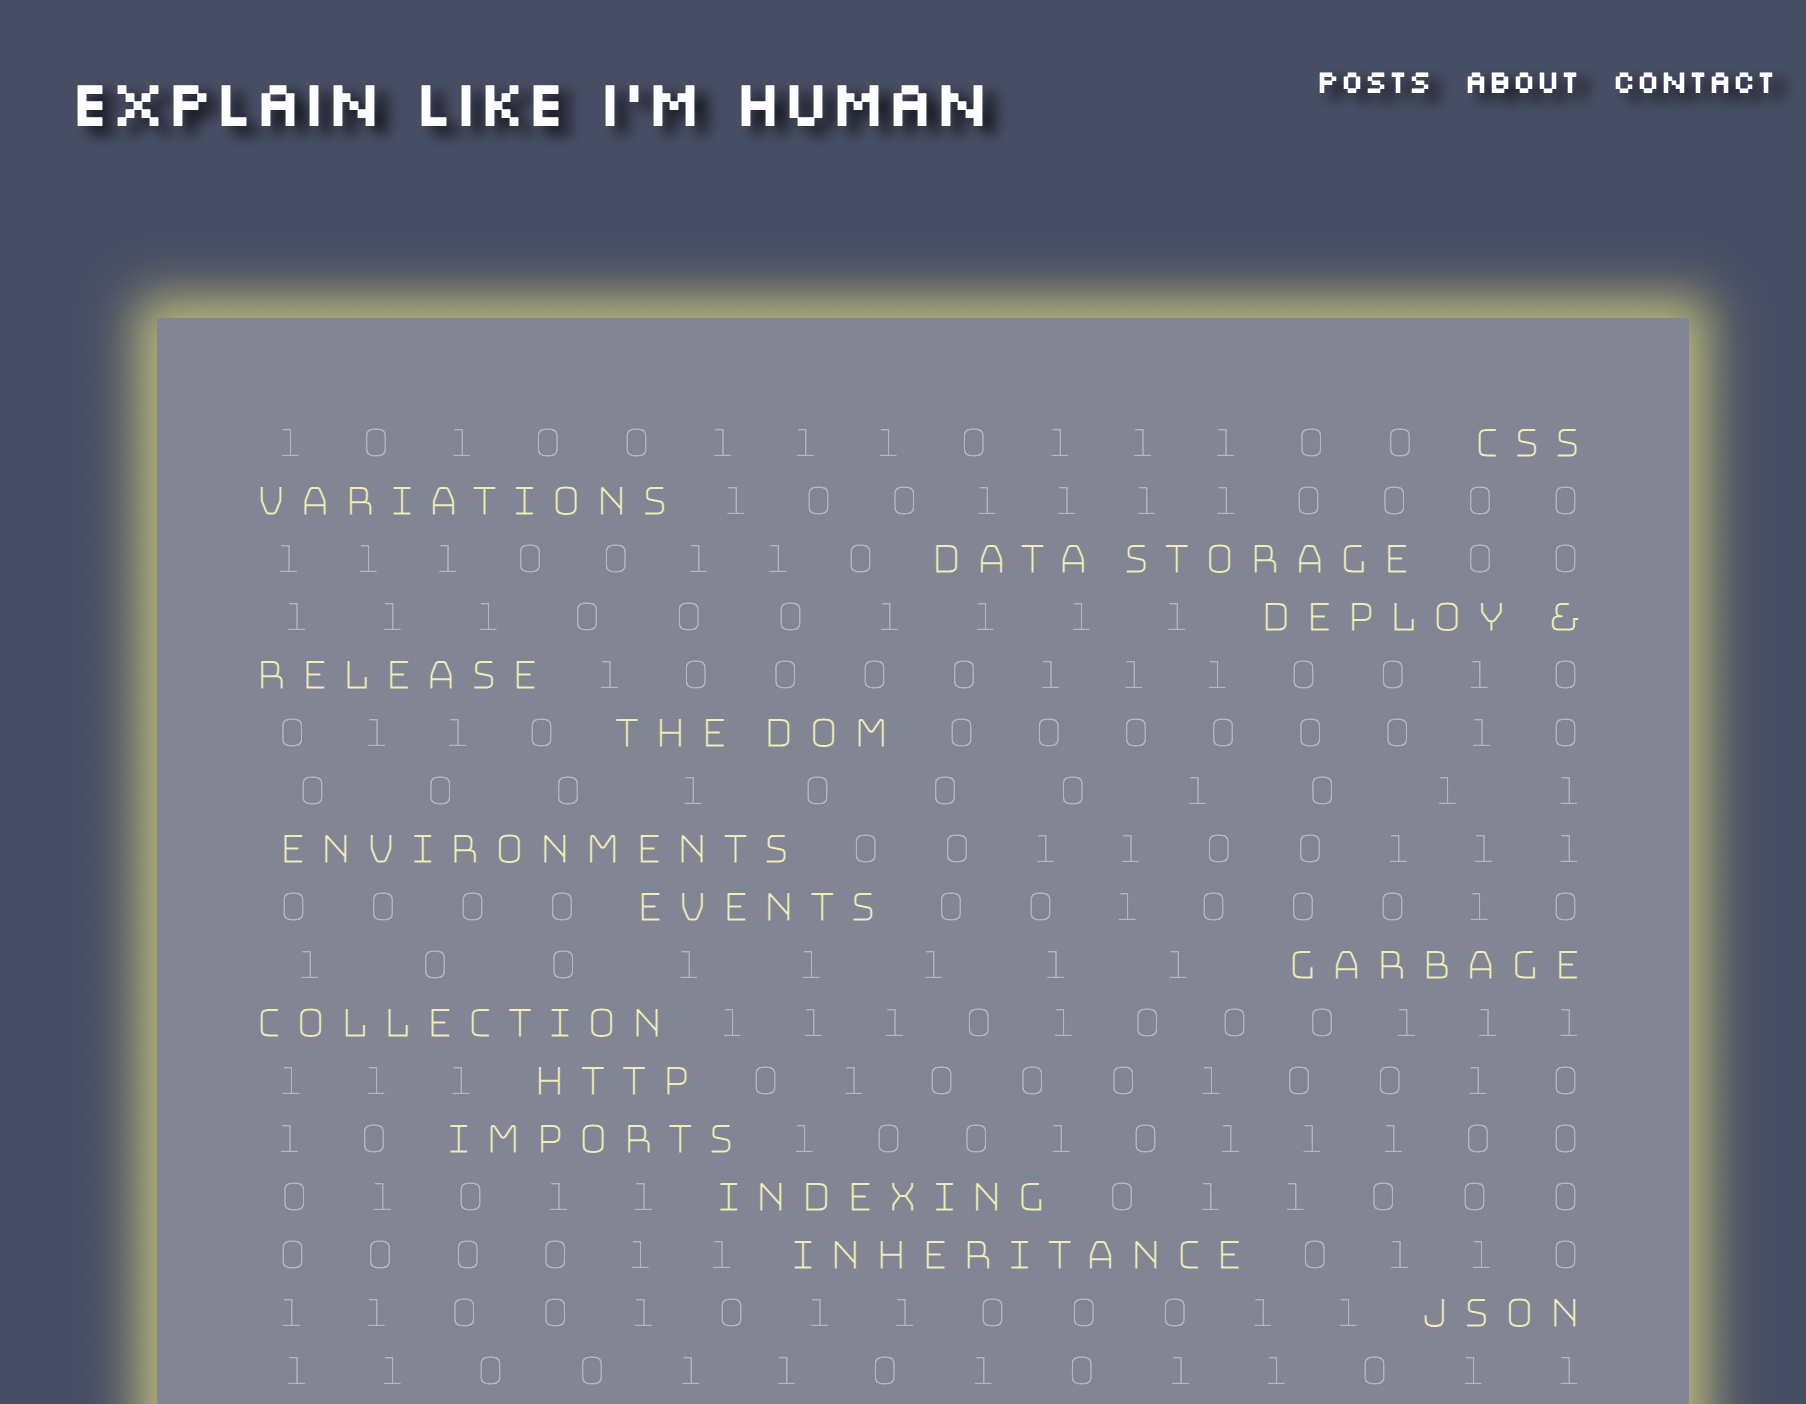 EXPLAIN LIKE I'M HUMAN
POSTS ABOUT CONTACT
1 0 1 0 0 1 1 1 0 1 1 1 0 0 CSS
VARIATIONS 1 0 0 1 1 1 1 0 0 0 0
1 1 1 0 0 1 1 0 DATA STORAGE 0 0
1 1 1 0 0 0 1 1 1 1 DEPLOY &
RELEASE 1 0 0 0 0 1 1 1 0 0 1 0
0 1 1 0 THE DOM 0 0 0 0 0 0 1 0
0 0 0 1 0 0 0 1 0 1 1
ENVIRONMENTS 0 0 1 1 0 0 1 1 1
0 0 0 0 EVENTS 0 0 1 0 0 0 1 0
1 0 0 1 1 1 1 1 GARBAGE
COLLECTION 1 1 1 0 1 0 0 0 1 1 1
1 1 1 HTTP 0 1 0 0 0 1 0 0 1 0
1 0 IMPORTS 1 0 0 1 0 1 1 1 0 0
0 1 0 1 1 INDEXING 0 1 1 0 0 0
0 0 0 0 1 1 INHERITANCE 0 1 1 0
1 1 0 0 1 0 1 1 0 0 0 1 1 JSON
1 1 0 0 1 1 0 1 0 1 1 0 1 1